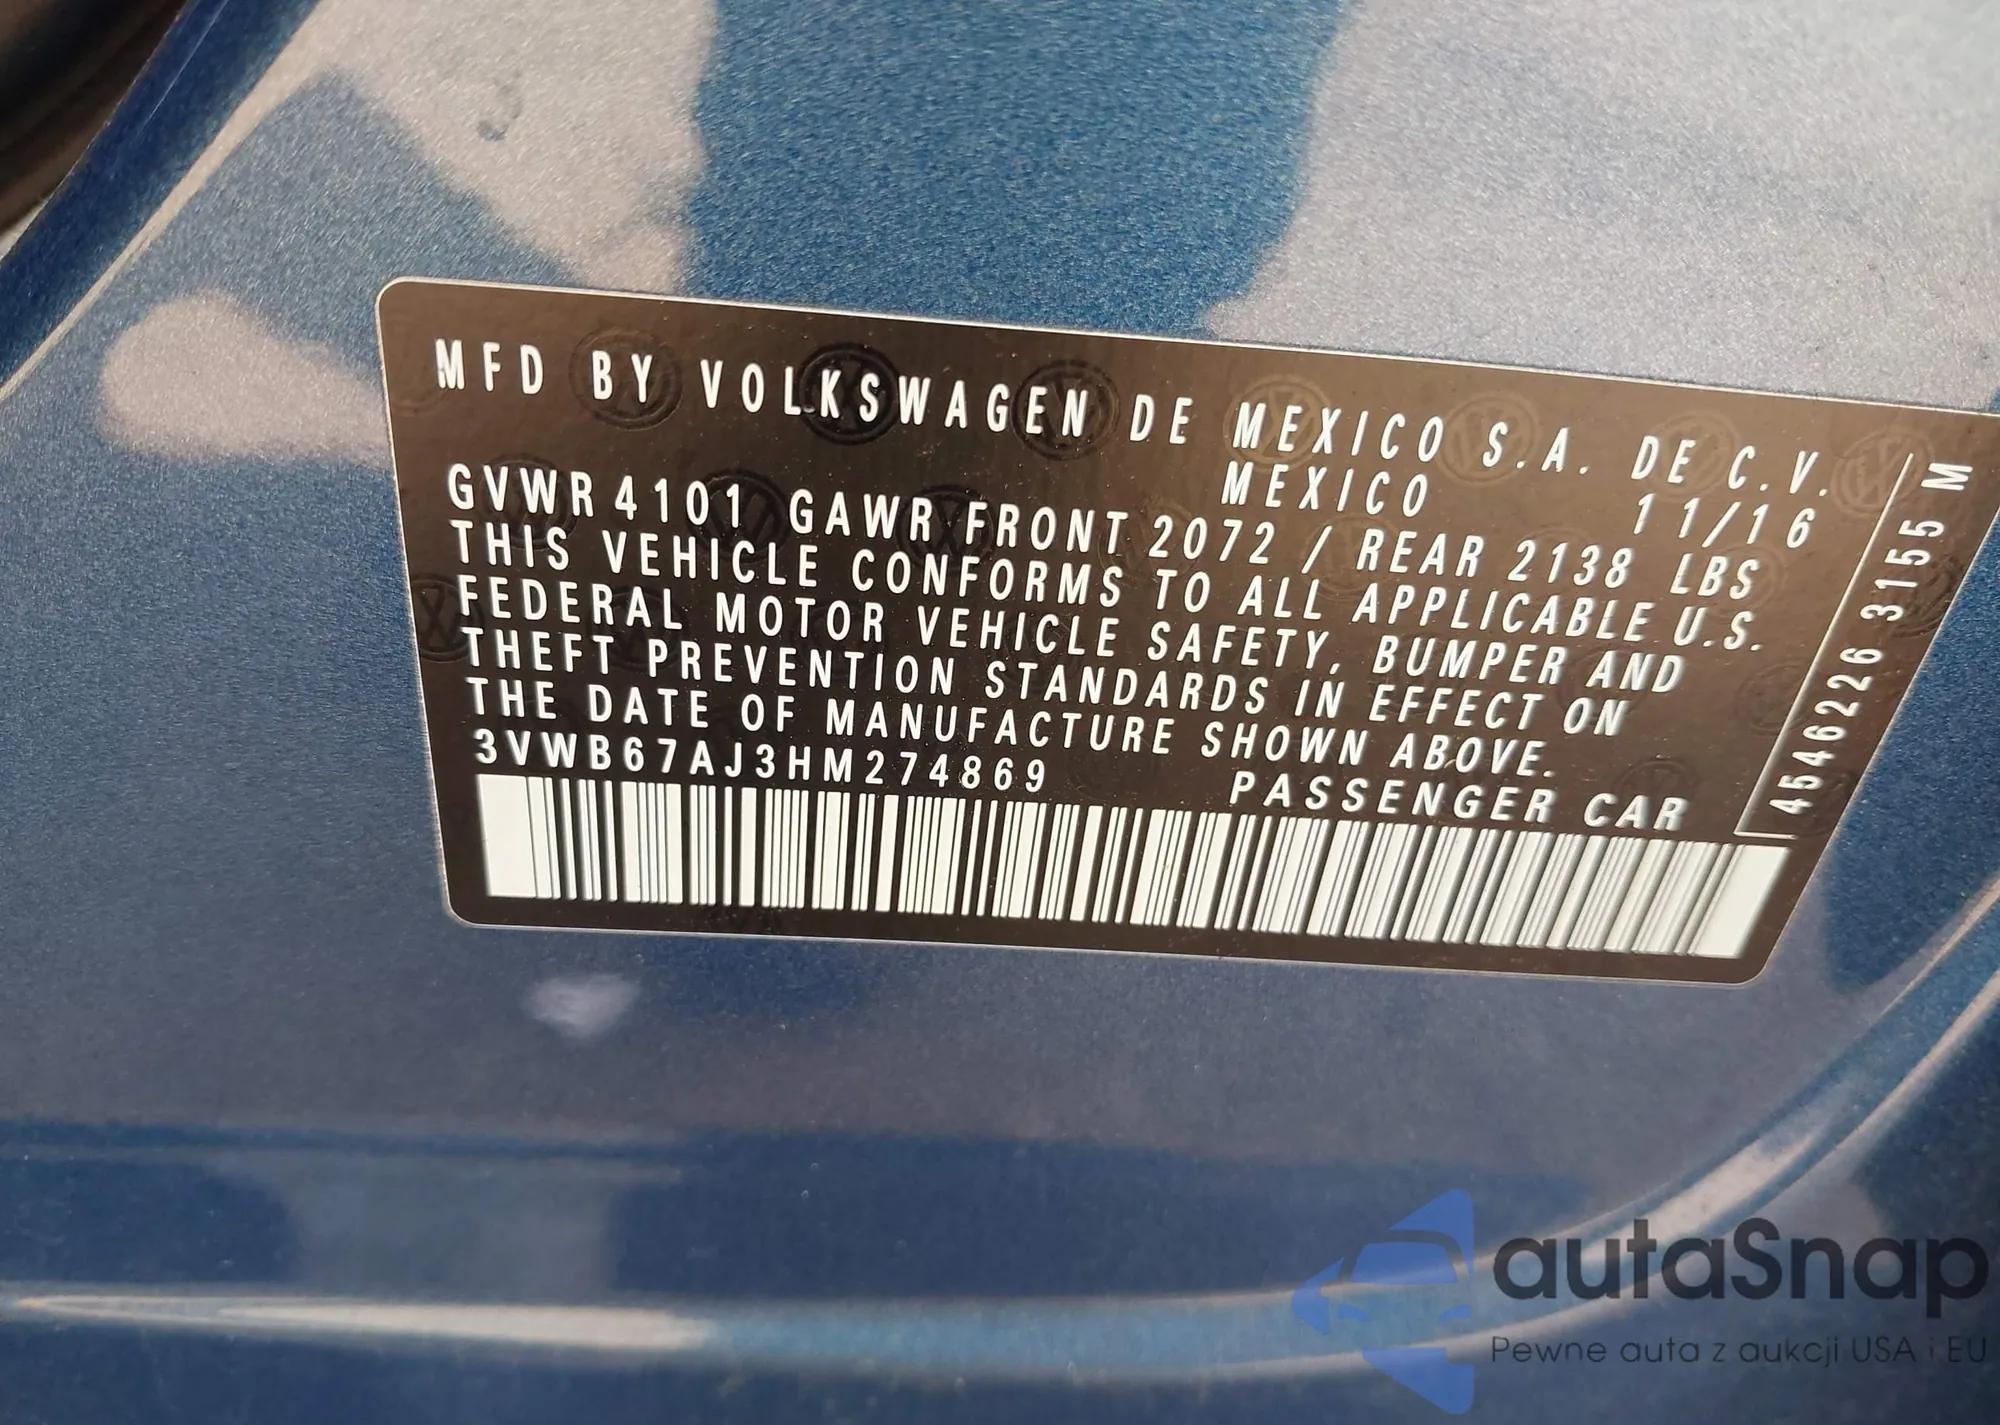 MFD BY VOLKSWAGEN DE MEXICO S.A. DE C.V.
MEXICO 11/16
GVWR 4101 GAWR FRONT 2072 / REAR 2138 LBS
THIS VEHICLE CONFORMS TO ALL APPLICABLE U.S.
FEDERAL MOTOR VEHICLE SAFETY, BUMPER AND
THEFT PREVENTION STANDARDS IN EFFECT ON
THE DATE OF MANUFACTURE SHOWN ABOVE.
3VWB67AJ3HM274869 PASSENGER CAR
4546226 3155 M
autaSnap
Pewne auta z aukcji USA i EU